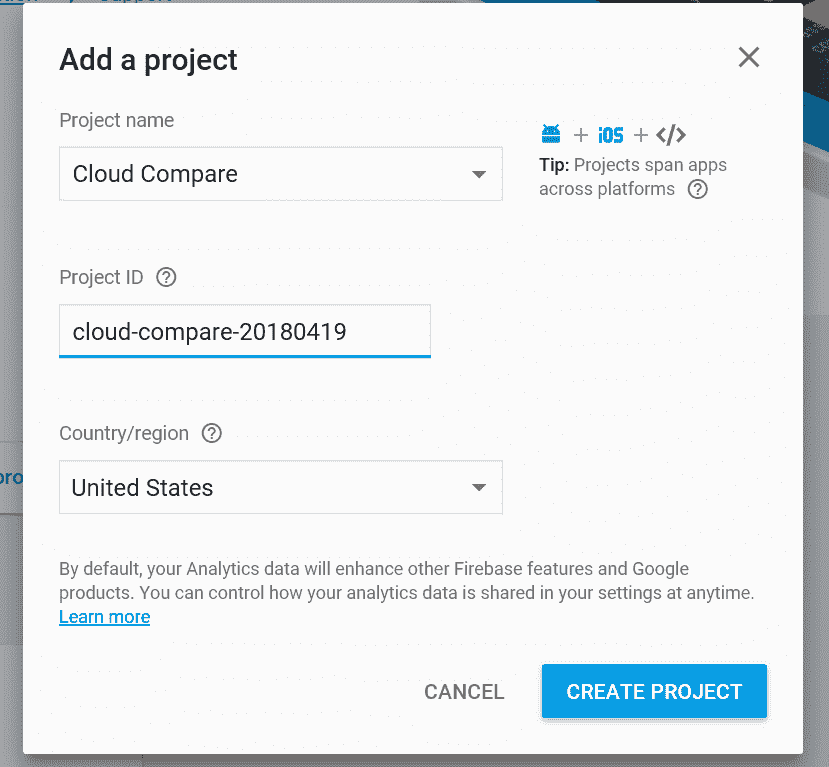 Support
Add a project
Project name
Cloud Compare
+ iOS + </>
Tip: Projects span apps
across platforms ?
Project ID ?
cloud-compare-20180419
Country/region ?
United States
By default, your Analytics data will enhance other Firebase features and Google
products. You can control how your analytics data is shared in your settings at anytime.
Learn more
CANCEL
CREATE PROJECT